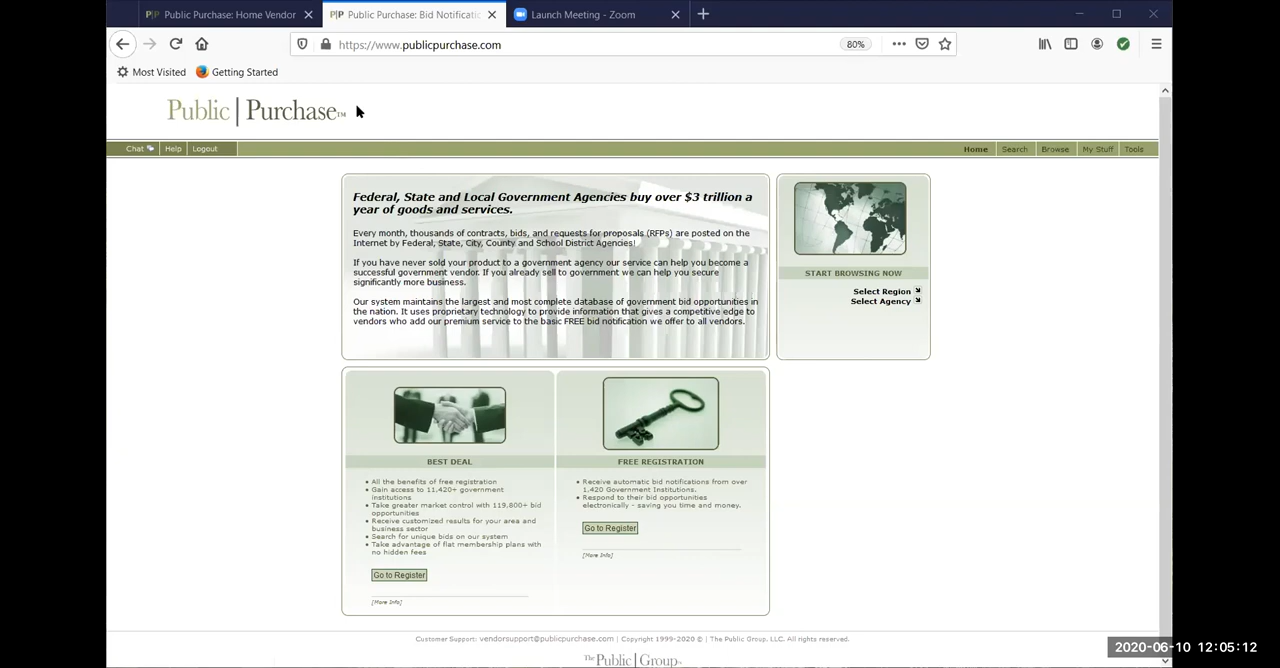 Public Purchase: Home Vendor
Public Purchase: Bid Notificatic
Launch Meeting - Zoom
https://www.publicpurchase.com
80%
Most Visited
Getting Started
Public|Purchase™
Chat
Help
Logout
Home
Search
Browse
My Stuff
Tools
Federal, State and Local Government Agencies buy over $3 trillion a
year of goods and services.
Every month, thousands of contracts, bids, and requests for proposals (RFPs) are posted on the
Internet by Federal, State, City, County and School District Agencies!
If you have never sold your product to a government agency our service can help you become a
successful government vendor. If you already sell to government we can help you secure
significantly more business.
Our system maintains the largest and most complete database of government bid opportunities in
the nation. It uses proprietary technology to provide information that gives a competitive edge to
vendors who add our premium service to the basic FREE bid notification we offer to all vendors.
START BROWSING NOW
Select Region
Select Agency
BEST DEAL
• All the benefits of free registration
• Gain access to 11,420+ government
institutions
• Take greater market control with 119,800+ bid
opportunities
• Receive customized results for your area and
business sector
• Search for unique bids on our system
• Take advantage of flat membership plans with
no hidden fees
Go to Register
[More Info]
FREE REGISTRATION
• Receive automatic bid notifications from over
1,420 Government Institutions.
• Respond to their bid opportunities
electronically - saving you time and money.
Go to Register
[More Info]
Customer Support: vendorsupport@publicpurchase.com | Copyright 1999-2020 © | The Public Group, LLC. All rights reserved.
The Public|Group™
2020-06-10 12:05:12